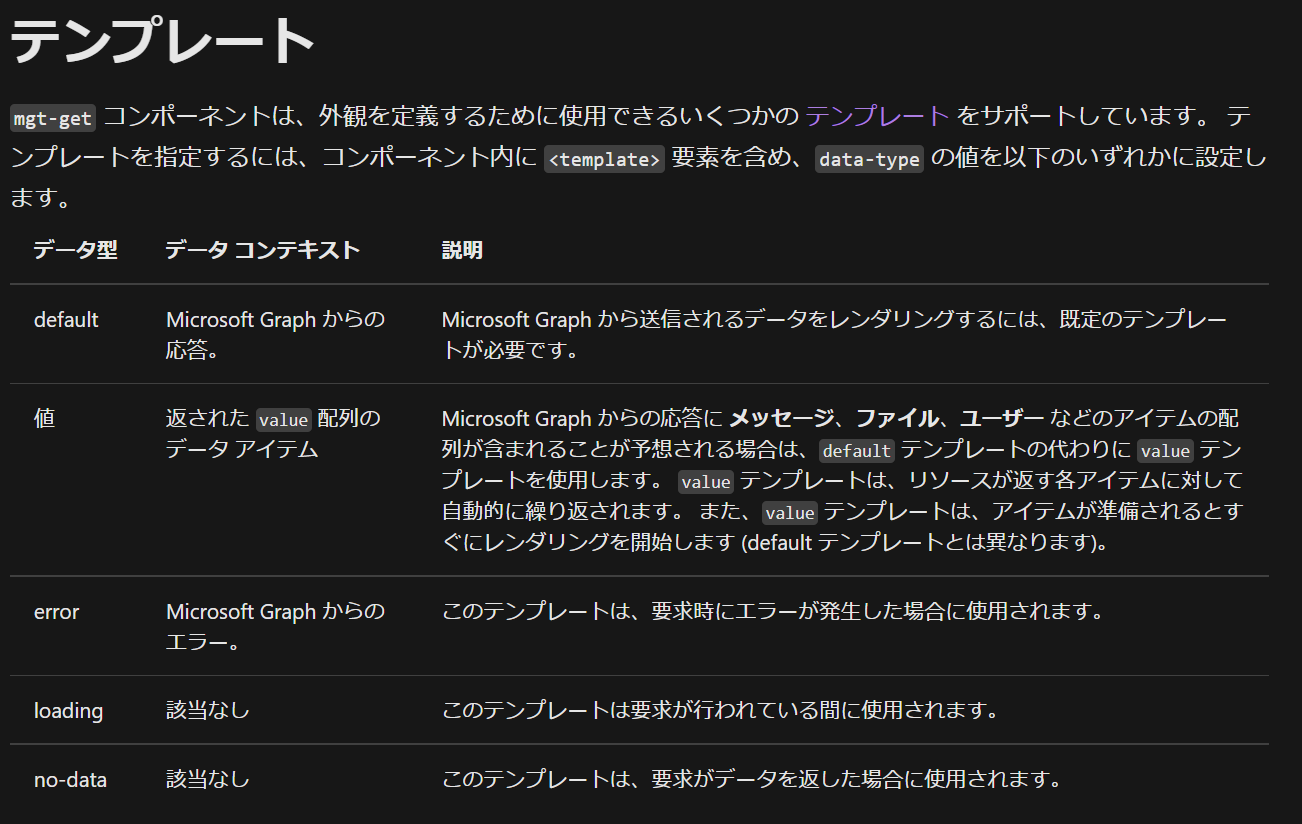 テンプレート
mgt-get コンポーネントは、外観を定義するために使用できるいくつかの テンプレート をサポートしています。 テ
ンプレートを指定するには、コンポーネント内に <template> 要素を含め、data-type の値を以下のいずれかに設定し
ます。
データ型 データ コンテキスト 説明
default Microsoft Graph からの Microsoft Graph から送信されるデータをレンダリングするには、既定のテンプレー
応答。 トが必要です。
値 返された value 配列の Microsoft Graph からの応答に メッセージ、ファイル、ユーザー などのアイテムの配
データ アイテム 列が含まれることが予想される場合は、default テンプレートの代わりに value テン
プレートを使用します。 value テンプレートは、リソースが返す各アイテムに対して
自動的に繰り返されます。 また、value テンプレートは、アイテムが準備されるとす
ぐにレンダリングを開始します (default テンプレートとは異なります)。
error Microsoft Graph からの このテンプレートは、要求時にエラーが発生した場合に使用されます。
エラー。
loading 該当なし このテンプレートは要求が行われている間に使用されます。
no-data 該当なし このテンプレートは、要求がデータを返した場合に使用されます。